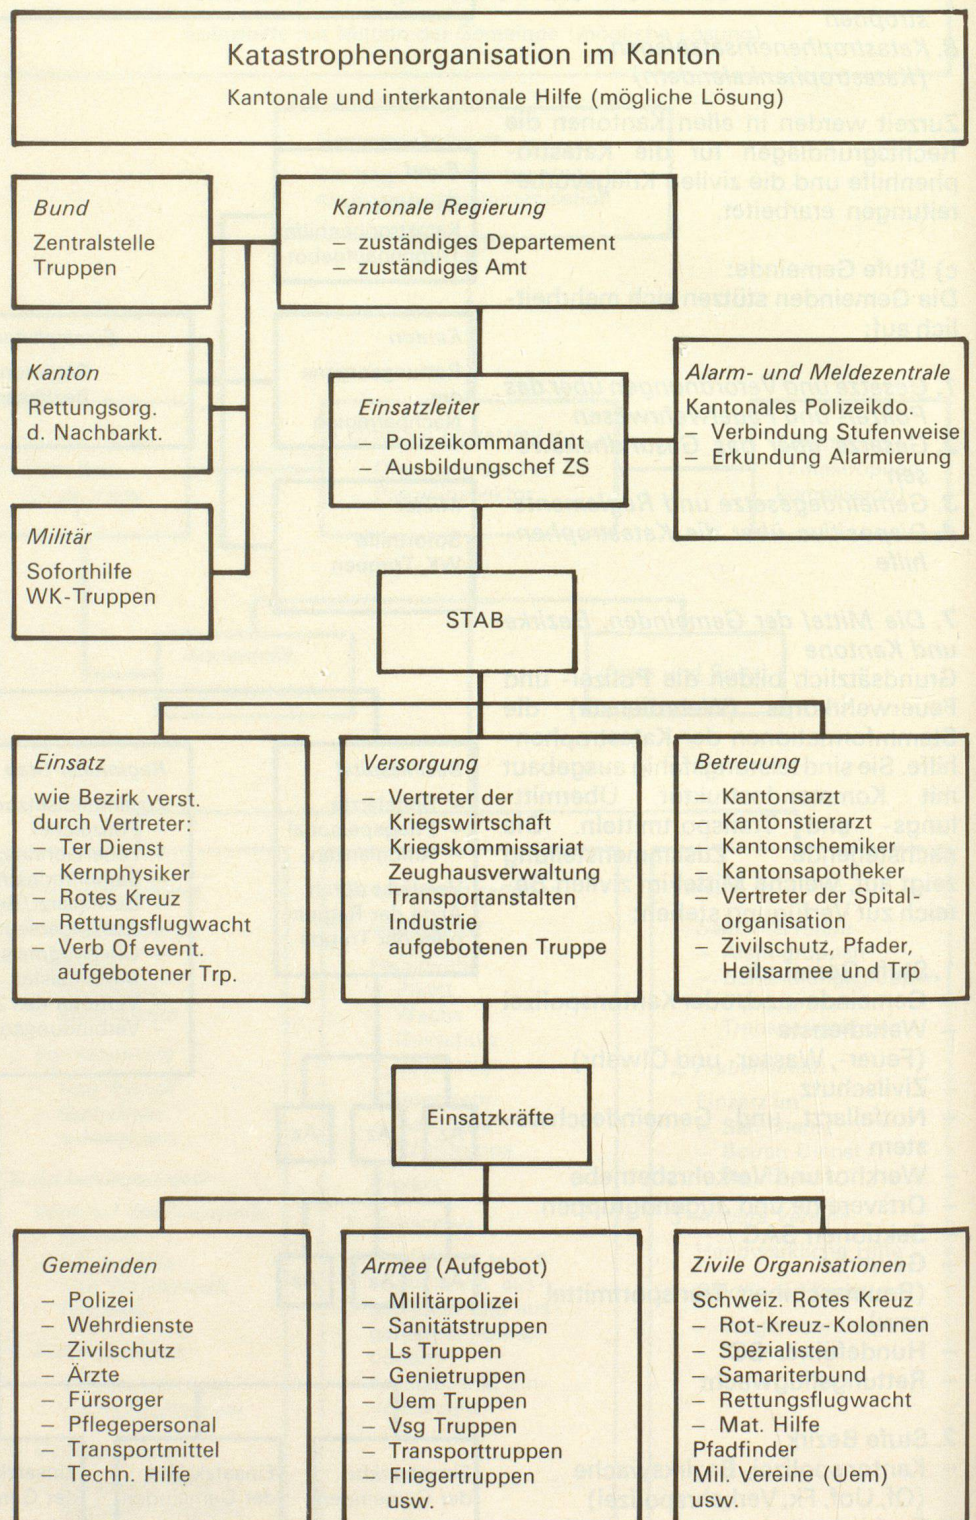 Katastrophenorganisation im Kanton
Kantonale und interkantonale Hilfe (mögliche Lösung)
Bund
Zentralstelle
Truppen
Kantonale Regierung
– zuständiges Departement
– zuständiges Amt
Kanton
Rettungsorg.
d. Nachbarkt.
Einsatzleiter
– Polizeikommandant
– Ausbildungschef ZS
Alarm- und Meldezentrale
Kantonales Polizeikdo.
– Verbindung Stufenweise
– Erkundung Alarmierung
Militär
Soforthilfe
WK-Truppen
STAB
Einsatz
wie Bezirk verst.
durch Vertreter:
– Ter Dienst
– Kernphysiker
– Rotes Kreuz
– Rettungsflugwacht
– Verb Of event.
aufgebotener Trp.
Versorgung
– Vertreter der
Kriegswirtschaft
Kriegskommissariat
Zeughausverwaltung
Transportanstalten
Industrie
aufgebotenen Truppe
Betreuung
– Kantonsarzt
– Kantonstierarzt
– Kantonschemiker
– Kantonsapotheker
– Vertreter der Spital-
organisation
– Zivilschutz, Pfader,
Heilsarmee und Trp
Einsatzkräfte
Gemeinden
– Polizei
– Wehrdienste
– Zivilschutz
– Ärzte
– Fürsorger
– Pflegepersonal
– Transportmittel
– Techn. Hilfe
Armee (Aufgebot)
– Militärpolizei
– Sanitätstruppen
– Ls Truppen
– Genietruppen
– Uem Truppen
– Vsg Truppen
– Transporttruppen
– Fliegertruppen
usw.
Zivile Organisationen
Schweiz. Rotes Kreuz
– Rot-Kreuz-Kolonnen
– Spezialisten
– Samariterbund
– Rettungsflugwacht
– Mat. Hilfe
Pfadfinder
Mil. Vereine (Uem)
usw.